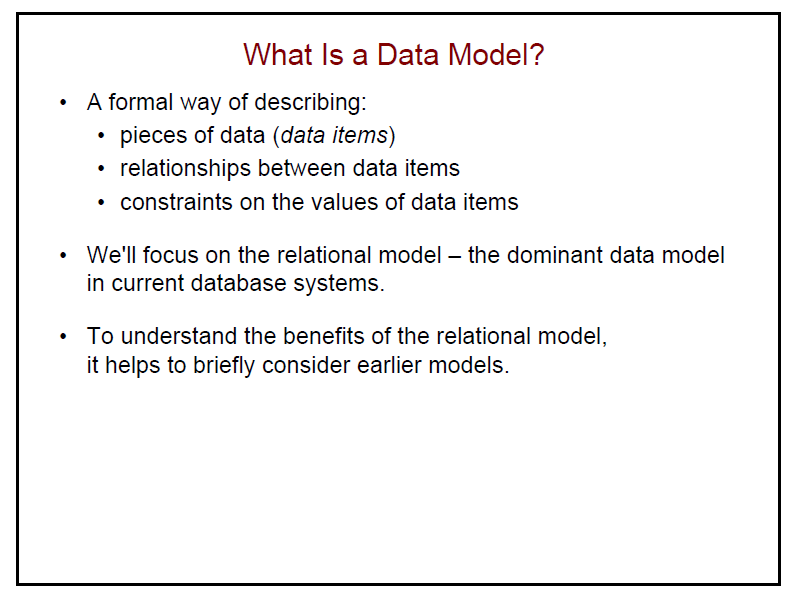 What Is a Data Model?
• A formal way of describing:
• pieces of data (data items)
• relationships between data items
• constraints on the values of data items
• We'll focus on the relational model – the dominant data model
in current database systems.
• To understand the benefits of the relational model,
it helps to briefly consider earlier models.